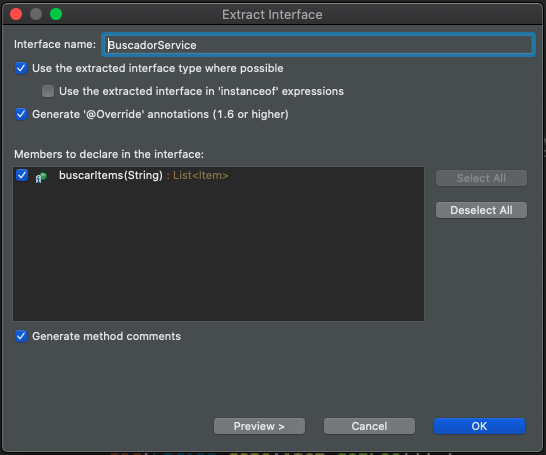 Extract Interface
Interface name: BuscadorService
Use the extracted interface type where possible
Use the extracted interface in 'instanceof' expressions
Generate '@Override' annotations (1.6 or higher)
Members to declare in the interface:
buscarItems(String) : List<Item>
Select All
Deselect All
Generate method comments
Preview >
Cancel
OK